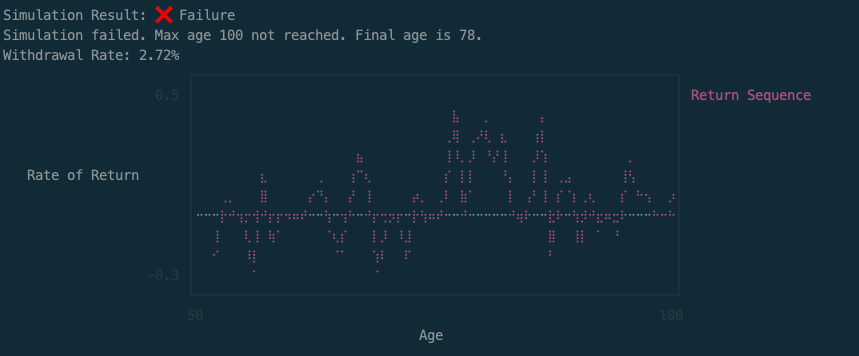 Simulation Result: ❌ Failure
Simulation failed. Max age 100 not reached. Final age is 78.
Withdrawal Rate: 2.72%
0.5
Return Sequence
Rate of Return
−0.3
50
100
Age